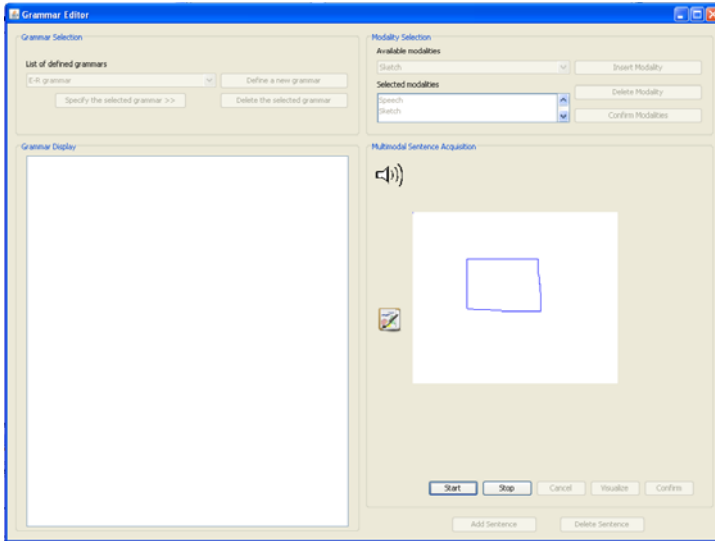 Grammar Editor
Grammar Selection
List of defined grammars
E-R grammar
Define a new grammar
Specify the selected grammar >>
Delete the selected grammar
Modality Selection
Available modalities
Sketch
Insert Modality
Selected modalities
Speech
Sketch
Delete Modality
Confirm Modalities
Grammar Display
Multimodal Sentence Acquisition
Start
Stop
Cancel
Visualize
Confirm
Add Sentence
Delete Sentence